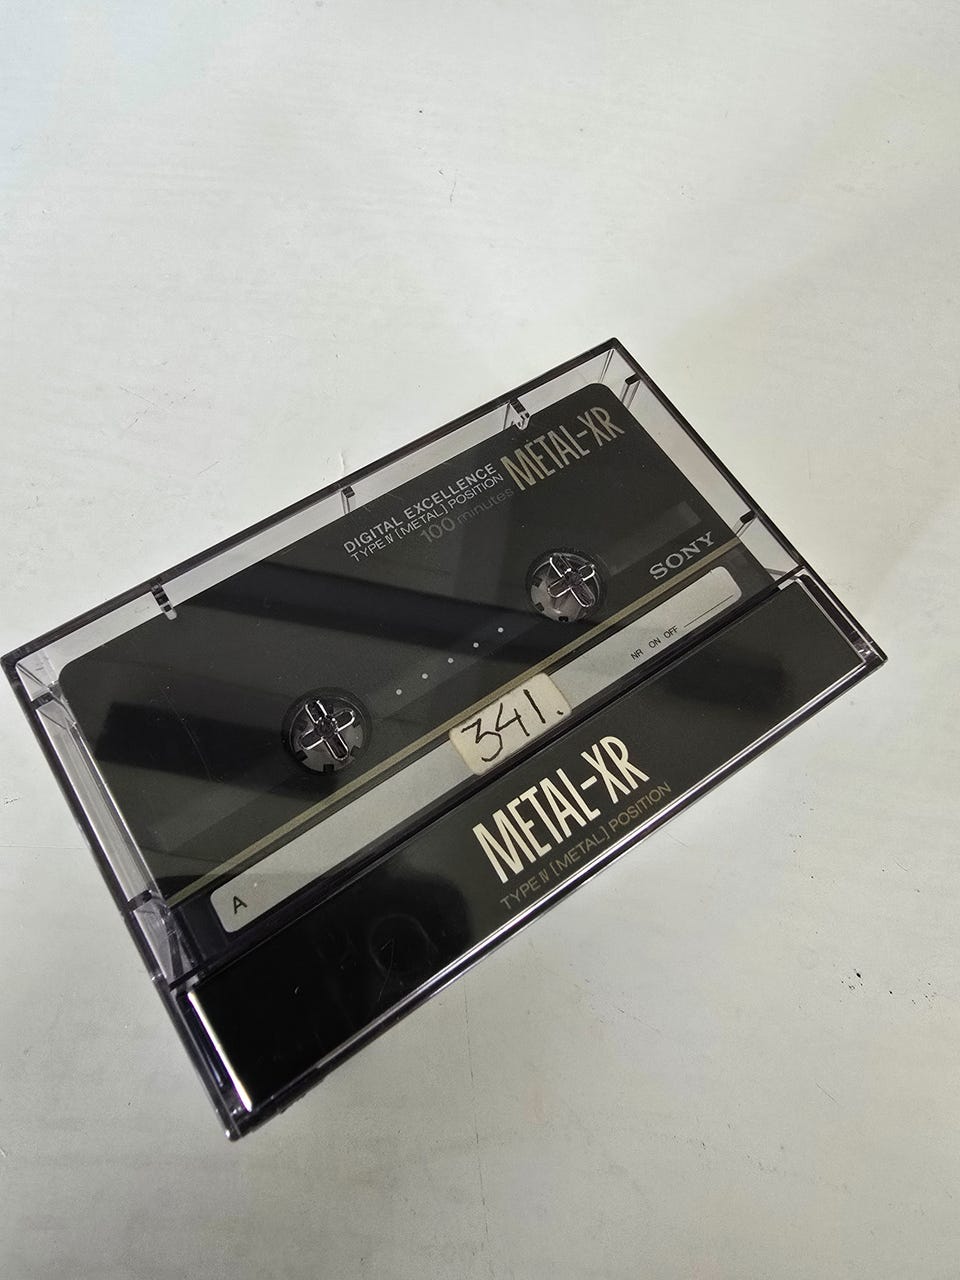 METAL-XR
DIGITAL EXCELLENCE
TYPE IV [METAL] POSITION
100 minutes
SONY
NR ON OFF
341.
A
METAL-XR
TYPE IV [METAL] POSITION